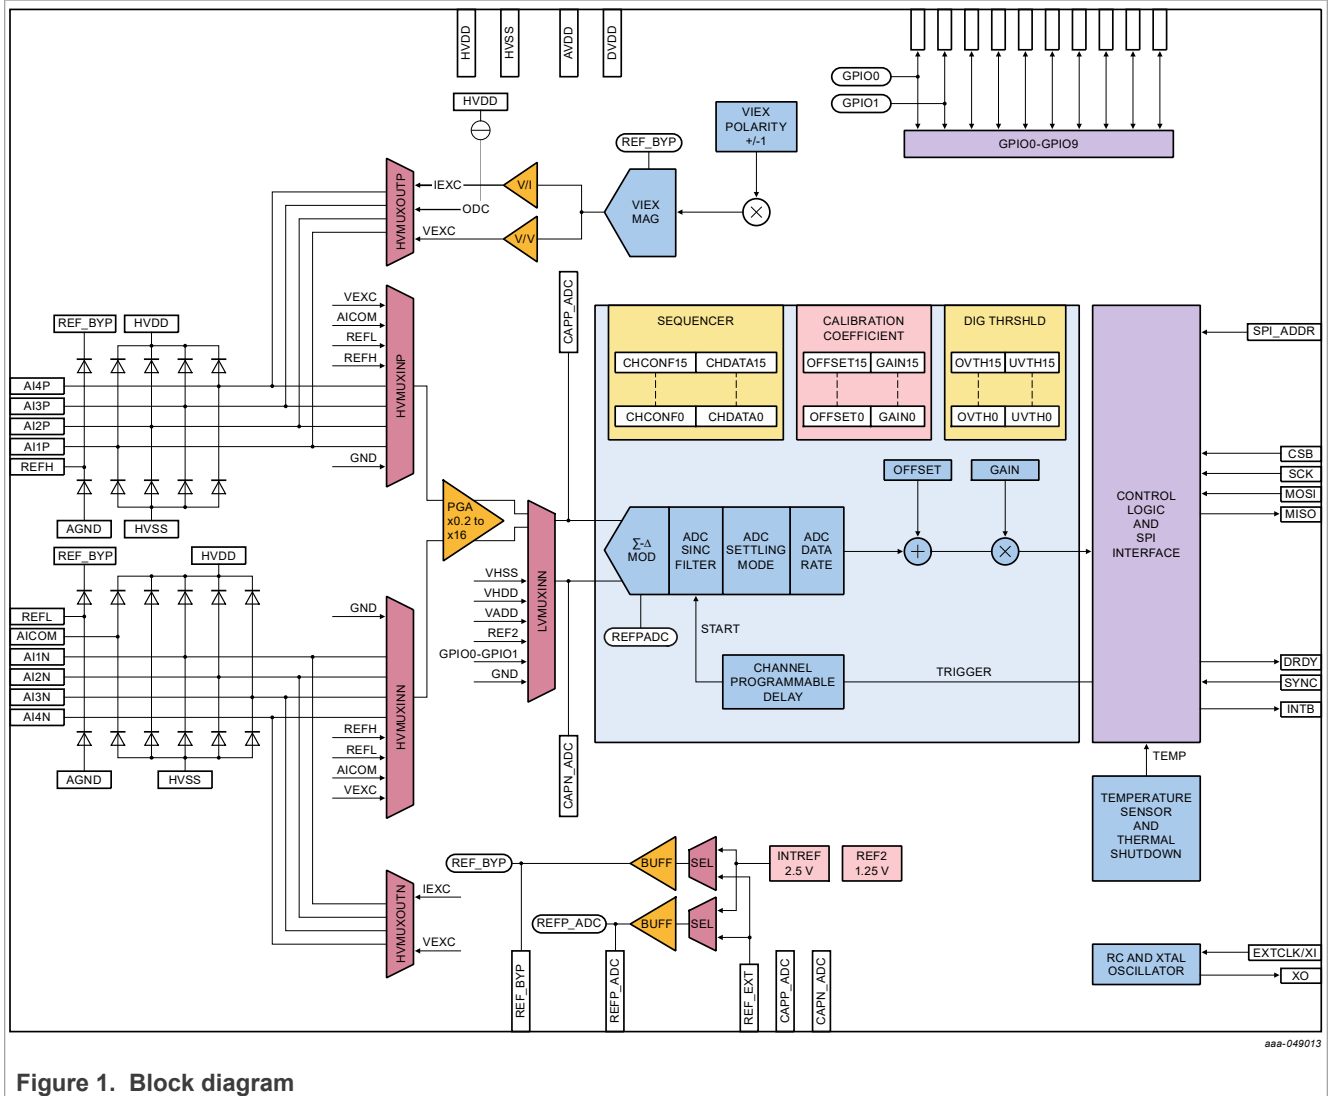 HVDD
HVSS
AVDD
DVDD
GPIO0
GPIO1
GPIO0-GPIO9
HVDD
VIEX
POLARITY
+/-1
REF_BYP
HVMUXOUTP
IEXC
ODC
VEXC
V/I
V/V
VIEX
MAG
VEXC
AICOM
REFL
REFH
GND
HVMUXINP
CAPP_ADC
REF_BYP
HVDD
AI4P
AI3P
AI2P
AI1P
REFH
AGND
HVSS
SEQUENCER
CHCONF15
CHDATA15
CHCONF0
CHDATA0
CALIBRATION
COEFFICIENT
OFFSET15
GAIN15
OFFSET0
GAIN0
DIG THRSHLD
OVTH15
UVTH15
OVTH0
UVTH0
SPI_ADDR
CSB
SCK
MOSI
MISO
CONTROL
LOGIC
AND
SPI
INTERFACE
OFFSET
GAIN
PGA
x0.2 to
x16
LVMUXINN
VHSS
VHDD
VADD
REF2
GPIO0-GPIO1
GND
∑-Δ
MOD
ADC
SINC
FILTER
ADC
SETTLING
MODE
ADC
DATA
RATE
REFPADC
START
CHANNEL
PROGRAMMABLE
DELAY
TRIGGER
DRDY
SYNC
INTB
REF_BYP
HVDD
REFL
AICOM
AI1N
AI2N
AI3N
AI4N
AGND
HVSS
GND
HVMUXINN
REFH
REFL
AICOM
VEXC
CAPN_ADC
TEMP
TEMPERATURE
SENSOR
AND
THERMAL
SHUTDOWN
HVMUXOUTN
IEXC
VEXC
REF_BYP
BUFF
SEL
INTREF
2.5 V
REF2
1.25 V
REFP_ADC
BUFF
SEL
REF_BYP
REFP_ADC
REF_EXT
CAPP_ADC
CAPN_ADC
RC AND XTAL
OSCILLATOR
EXTCLK/XI
XO
aaa-049013
Figure 1. Block diagram